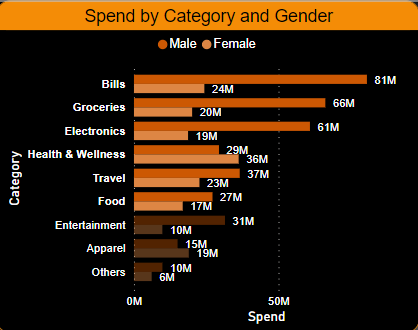 Spend by Category and Gender
Male Female
Category
Bills 81M
24M
Groceries 66M
20M
Electronics 61M
19M
Health & Wellness 29M
36M
Travel 37M
23M
Food 27M
17M
Entertainment 31M
10M
Apparel 15M
19M
Others 10M
6M
0M 50M
Spend